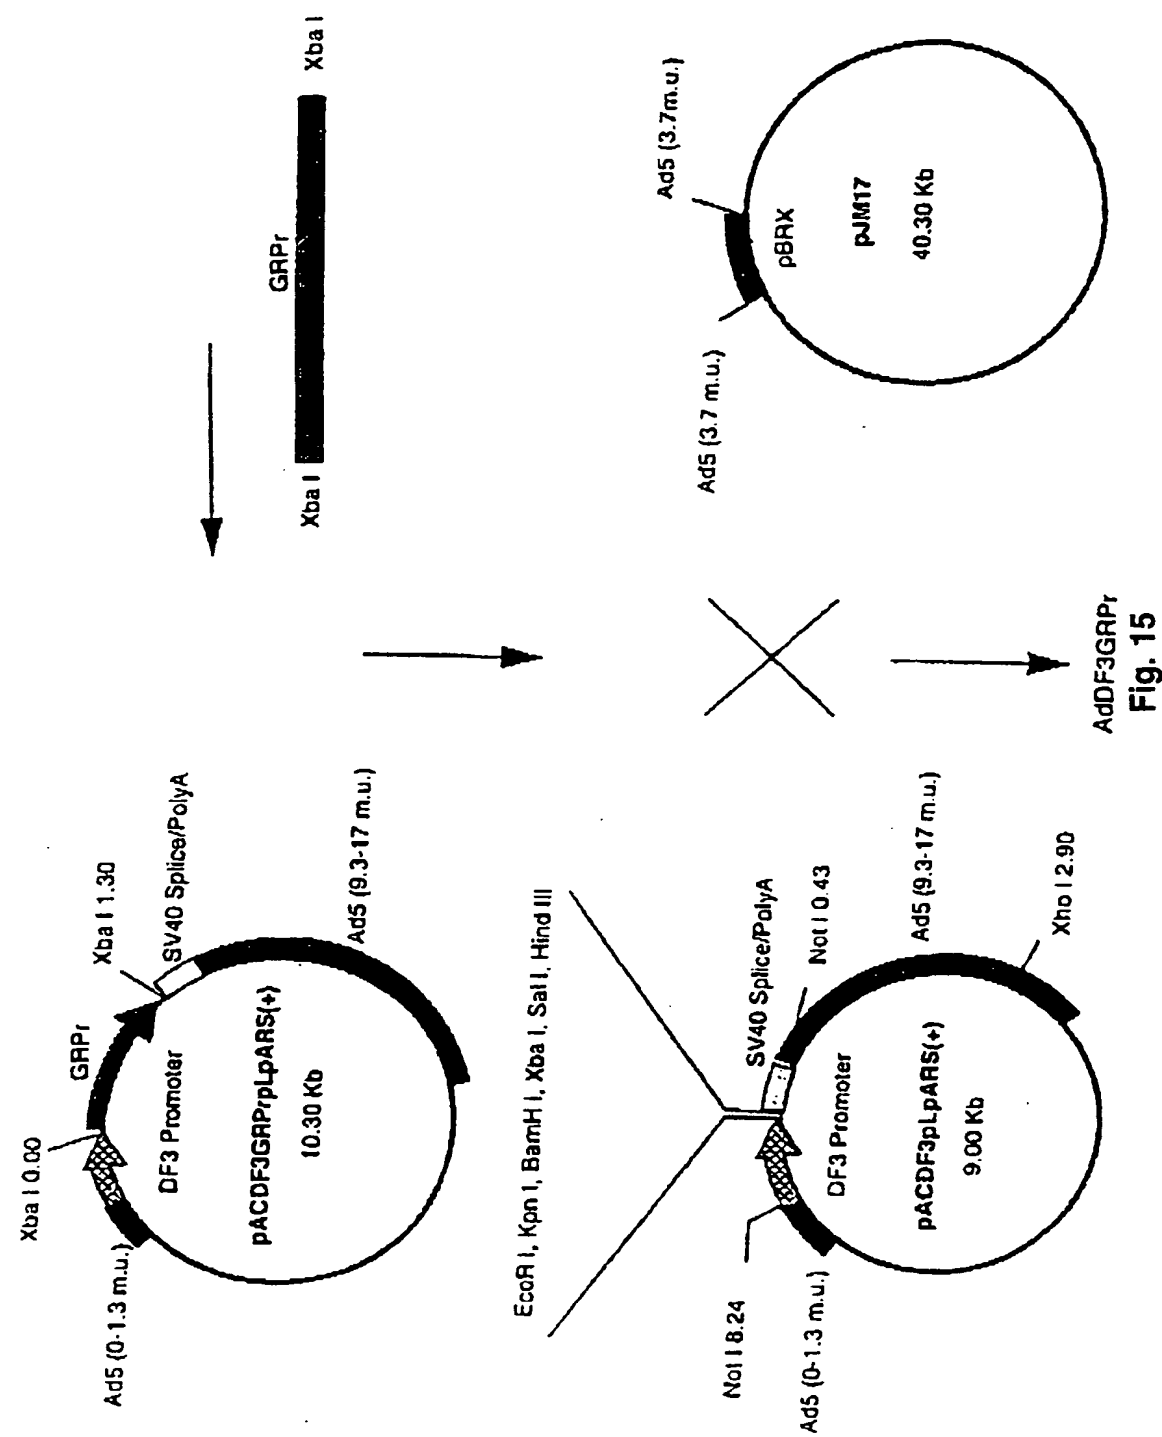 Xba I
GRPr
Xba I
Xba I 0.00
GRPr
Xba I 1.30
SV40 Splice/PolyA
Ad5 (0-1.3 m.u.)
DF3 Promoter
pACDF3GRPrpLpARS(+)
10.30 Kb
Ad5 (9.3-17 m.u.)
EcoR I, Kpn I, BamH I, Xba I, Sal I, Hind III
Not I 8.24
Ad5 (0-1.3 m.u.)
SV40 Splice/PolyA
Not I 0.43
DF3 Promoter
pACDF3pLpARS(+)
9.00 Kb
Ad5 (9.3-17 m.u.)
Xho I 2.90
Ad5 (3.7 m.u.)
Ad5 (3.7m.u.)
pBRX
pJM17
40.30 Kb
AdDF3GRPr
Fig. 15